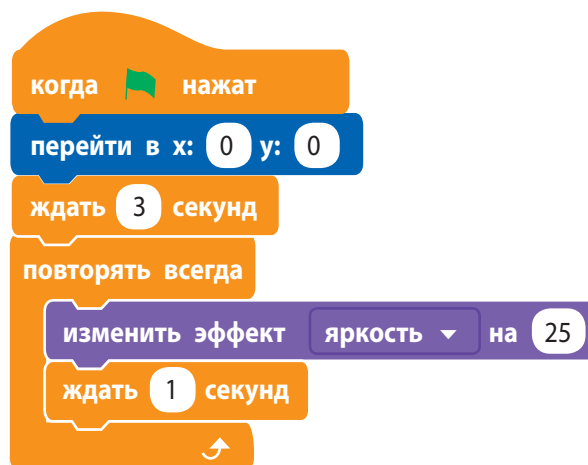 когда нажат
перейти в x: 0 y: 0
ждать 3 секунд
повторять всегда
изменить эффект яркость на 25
ждать 1 секунд